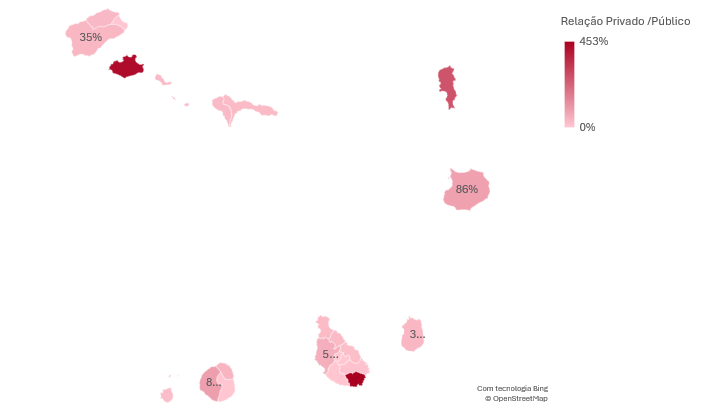 Relação Privado /Público
453%
0%
35%
86%
3...
5...
8...
Com tecnologia Bing
© OpenStreetMap